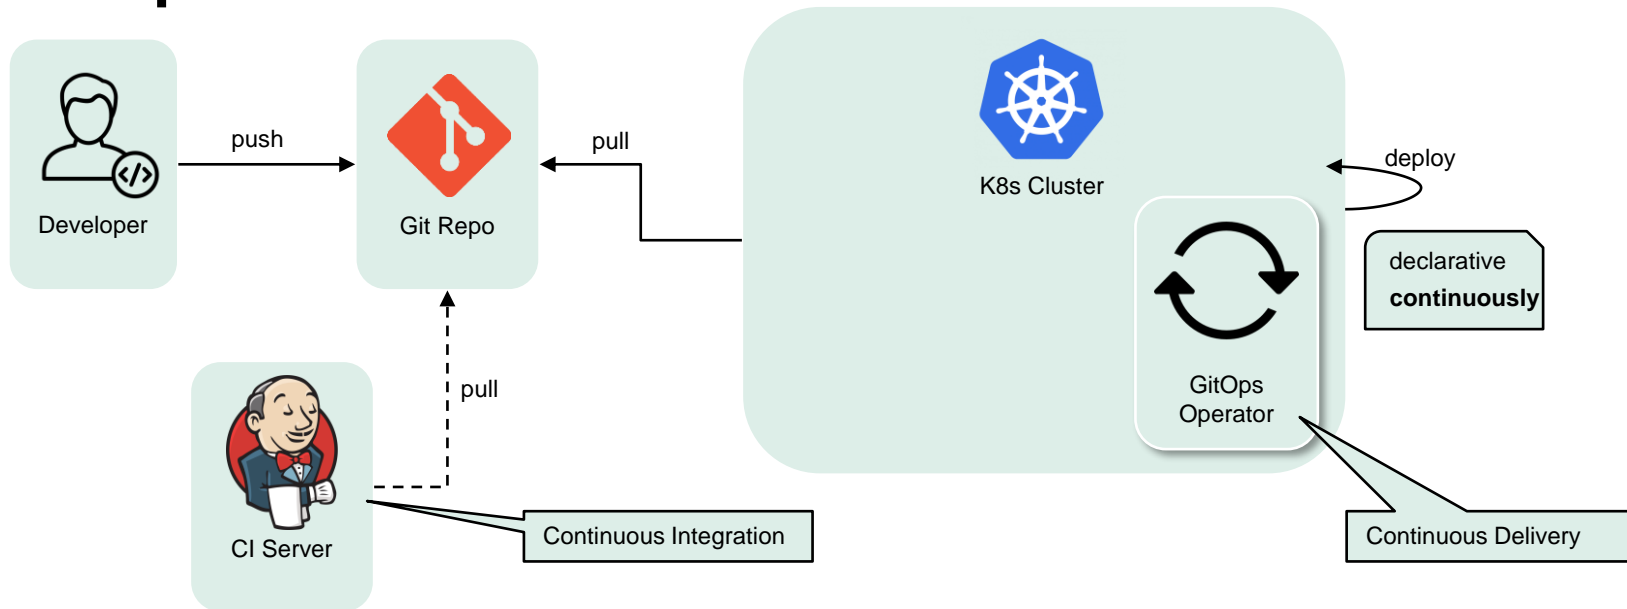 push
pull
K8s Cluster
deploy
Developer
Git Repo
declarative
continuously
pull
GitOps
Operator
CI Server
Continuous Integration
Continuous Delivery